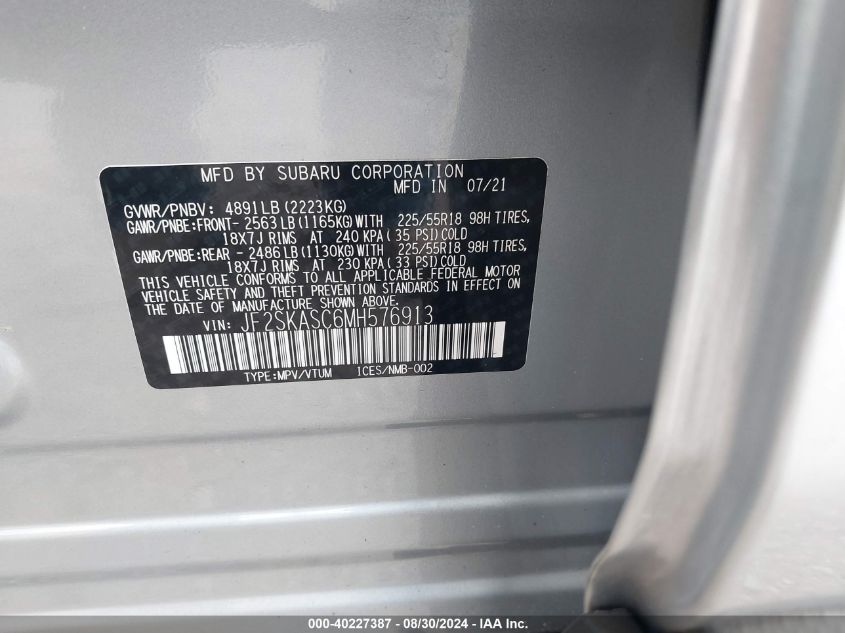 MFD BY SUBARU CORPORATION
MFD IN 07/21
GVWR/PNBV: 4891LB(2223KG)
GAWR/PNBE:FRONT- 2563LB(1165KG)WITH 225/55R18 98H TIRES,
18X7J RIMS AT 240 KPA( 35 PSI)COLD
GAWR/PNBE:REAR - 2486LB(1130KG)WITH 225/55R18 98H TIRES,
18X7J RIMS AT 230 KPA( 33 PSI)COLD
THIS VEHICLE CONFORMS TO ALL APPLICABLE FEDERAL MOTOR
VEHICLE SAFETY AND THEFT PREVENTION STANDARDS IN EFFECT ON
THE DATE OF MANUFACTURE SHOWN ABOVE.
VIN: JF2SKASC6MH576913
TYPE:MPV/VTUM ICES/NMB-002
000-40227387 - 08/30/2024 - IAA Inc.